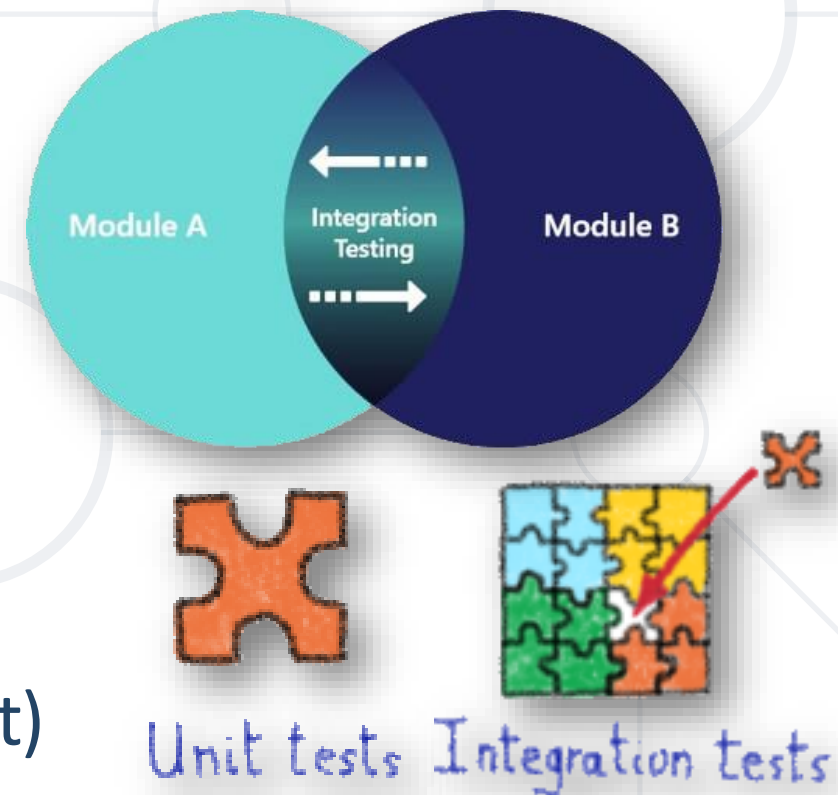 Module A
Integration
Testing
Module B
t)
Unit tests
Integration tests